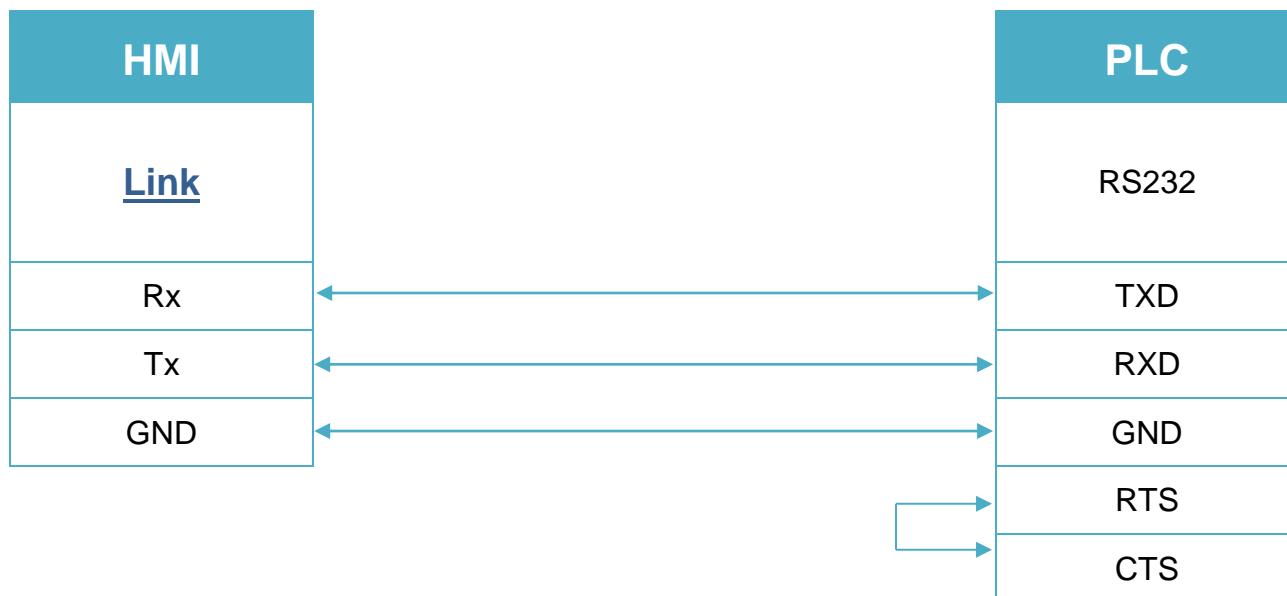 HMI
PLC
Link
RS232
Rx
TXD
Tx
RXD
GND
GND
RTS
CTS